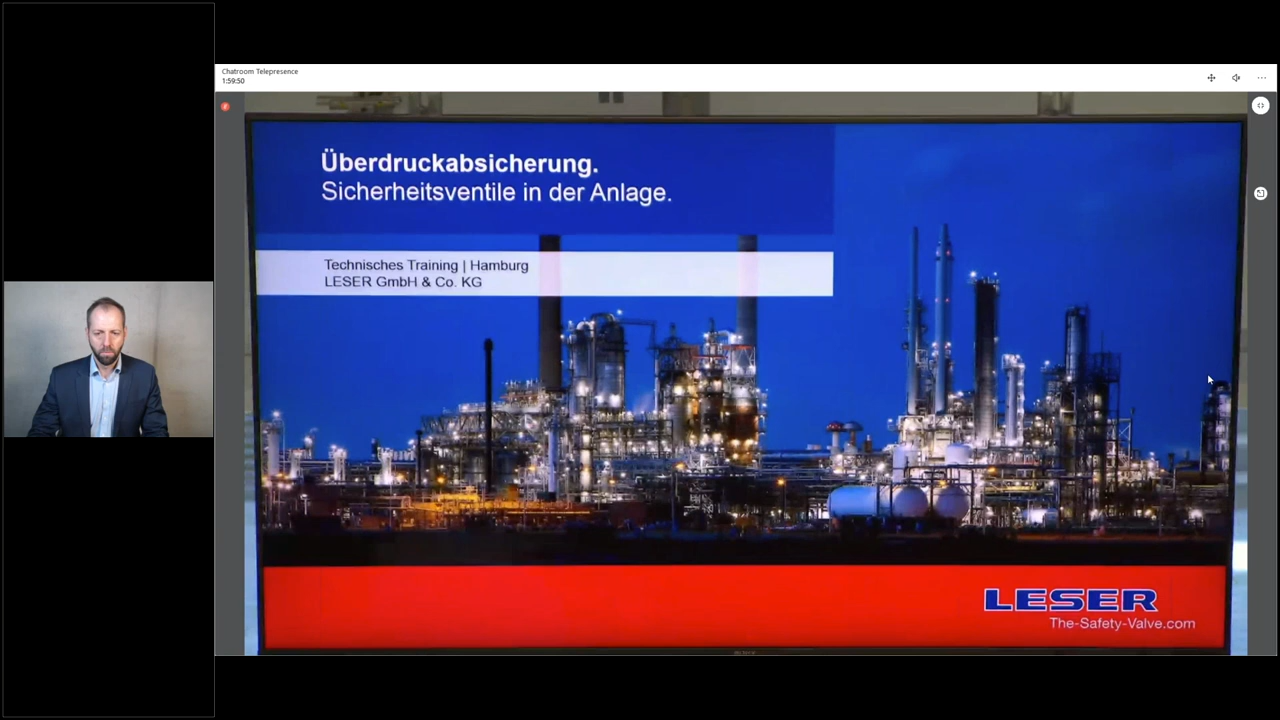 Chatroom Telepresence
1:59:50
Überdruckabsicherung.
Sicherheitsventile in der Anlage.
Technisches Training | Hamburg
LESER GmbH & Co. KG
LESER
The-Safety-Valve.com